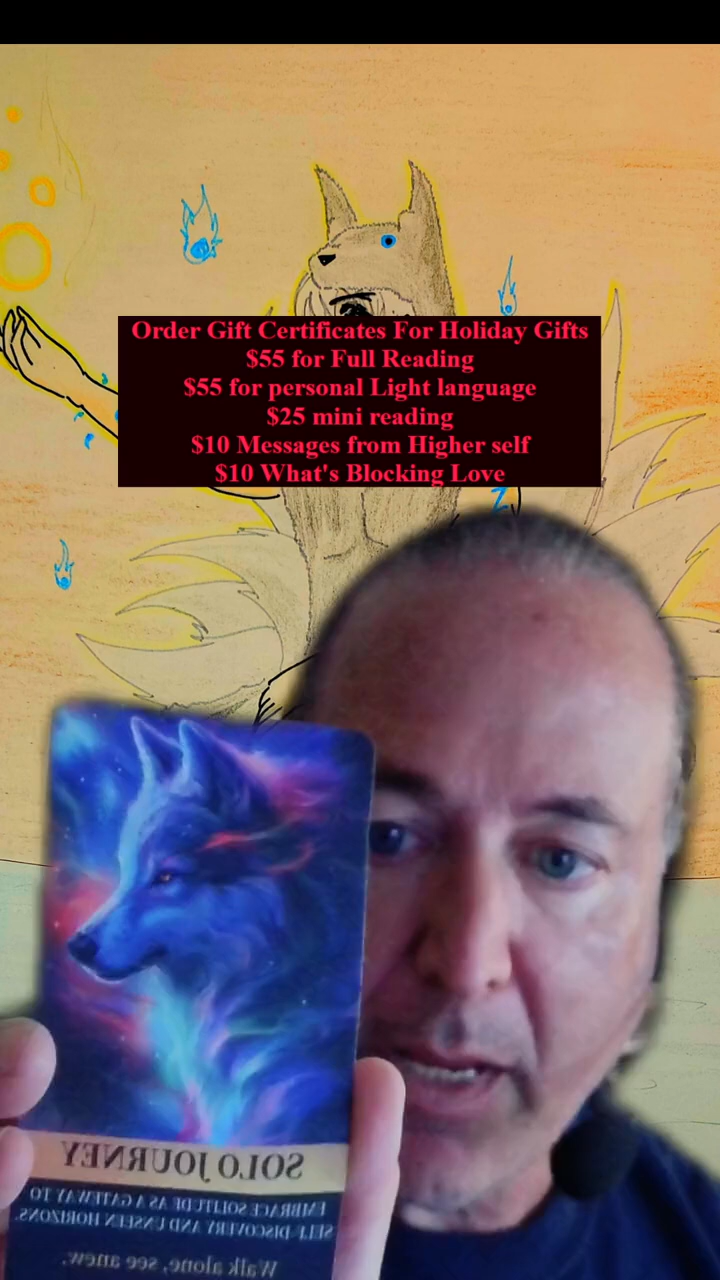 Order Gift Certificates For Holiday Gifts
$55 for Full Reading
$55 for personal Light language
$25 mini reading
$10 Messages from Higher self
$10 What's Blocking Love
SOLO JOURNEY
EMBRACE SOLITUDE AS A GATEWAY TO
SELF-DISCOVERY AND UNSEEN HORIZONS.
Walk alone, see anew.